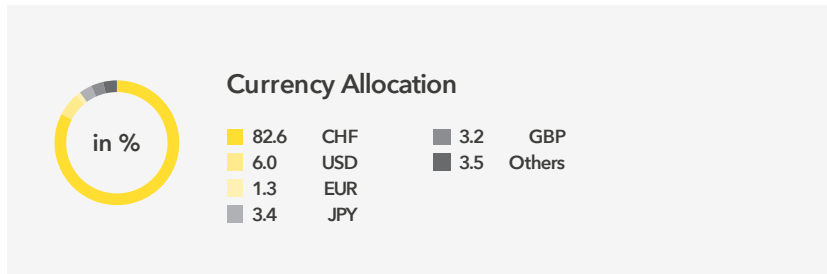 in %
Currency Allocation
82.6 CHF
6.0 USD
1.3 EUR
3.4 JPY
3.2 GBP
3.5 Others